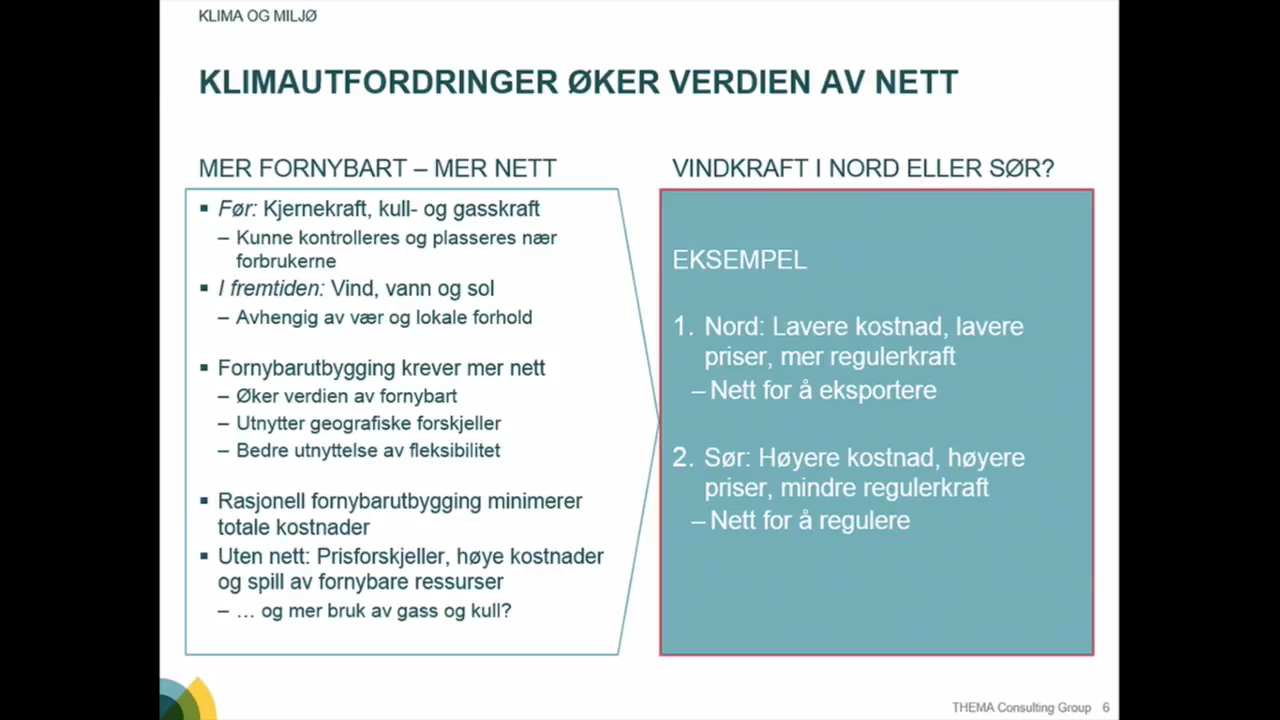 KLIMA OG MILJØ
KLIMAUTFORDRINGER ØKER VERDIEN AV NETT
MER FORNYBART – MER NETT
▪ Før: Kjernekraft, kull- og gasskraft
– Kunne kontrolleres og plasseres nær
forbrukerne
▪ I fremtiden: Vind, vann og sol
– Avhengig av vær og lokale forhold
▪ Fornybarutbygging krever mer nett
– Øker verdien av fornybart
– Utnytter geografiske forskjeller
– Bedre utnyttelse av fleksibilitet
▪ Rasjonell fornybarutbygging minimerer
totale kostnader
▪ Uten nett: Prisforskjeller, høye kostnader
og spill av fornybare ressurser
– … og mer bruk av gass og kull?
VINDKRAFT I NORD ELLER SØR?
EKSEMPEL
1. Nord: Lavere kostnad, lavere
priser, mer regulerkraft
– Nett for å eksportere
2. Sør: Høyere kostnad, høyere
priser, mindre regulerkraft
– Nett for å regulere
THEMA Consulting Group 6